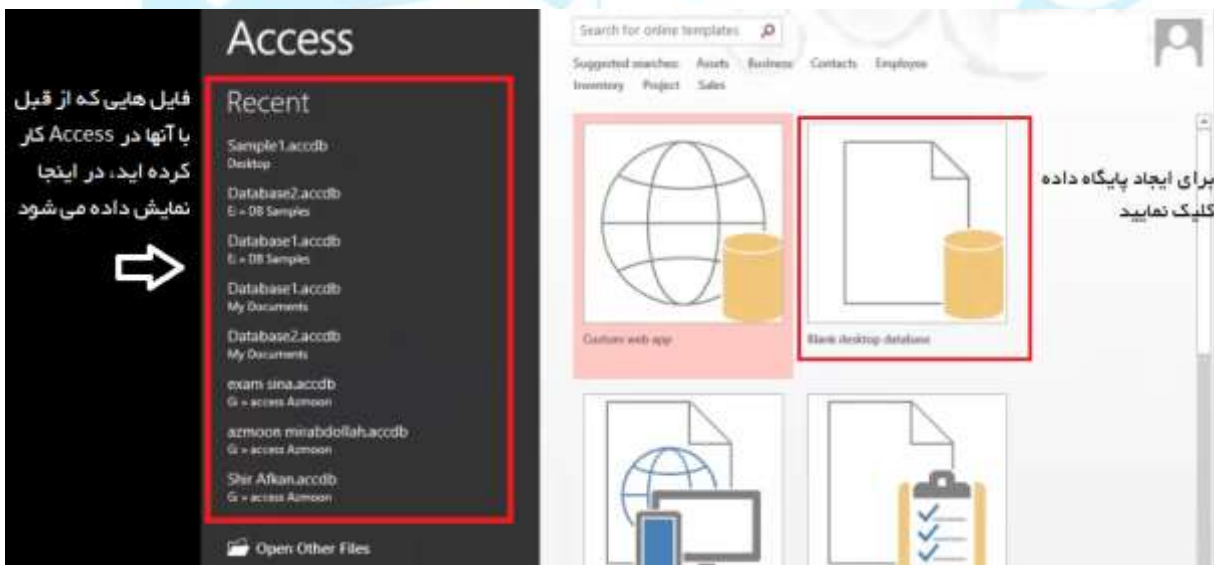 فایل هایی که از قبل
با آنها در Access کار
کرده اید، در اینجا
نمایش داده می شود
Access
Recent
Sample1.accdb
Desktop
Database2.accdb
E: » DB Samples
Database1.accdb
E: » DB Samples
Database1.accdb
My Documents
Database2.accdb
My Documents
exam sina.accdb
G: » access Azmoon
azmoon mirabdollah.accdb
G: » access Azmoon
Shir Afkan.accdb
G: » access Azmoon
Open Other Files
Search for online templates
Suggested searches: Assets Business Contacts Employee
Inventory Project Sales
Custom web app
Blank desktop database
برای ایجاد پایگاه داده
کلیک نمایید